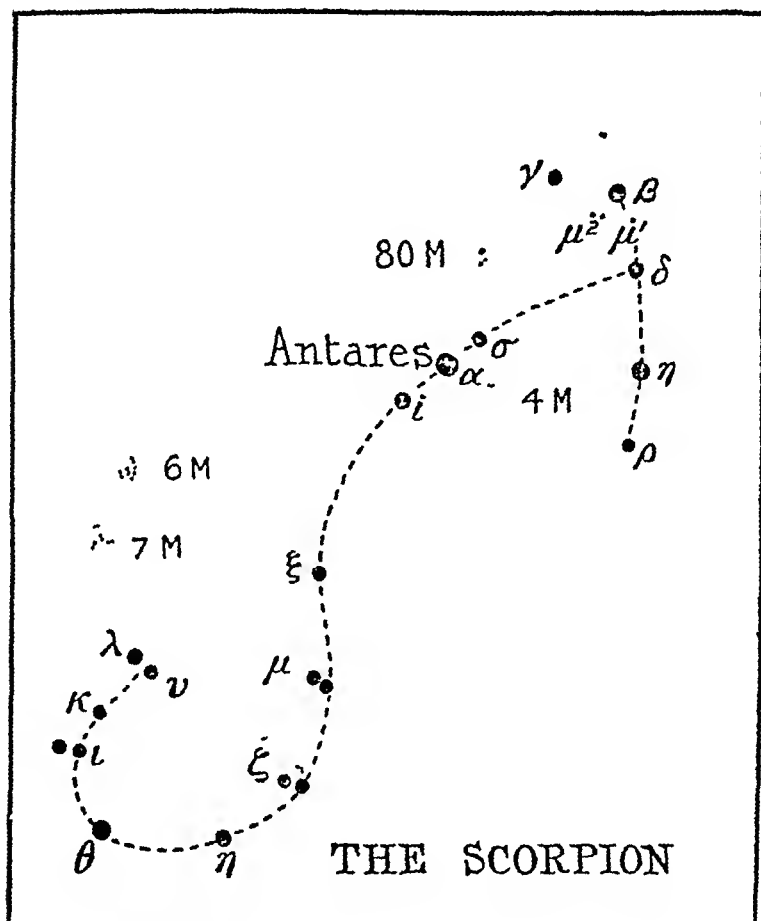 γ
β
μ² μ¹
80 M
δ
σ
Antares
α
η
i
4 M
ρ
6 M
7 M
ξ
λ
μ
υ
κ
ι
ζ
θ
η
THE SCORPION